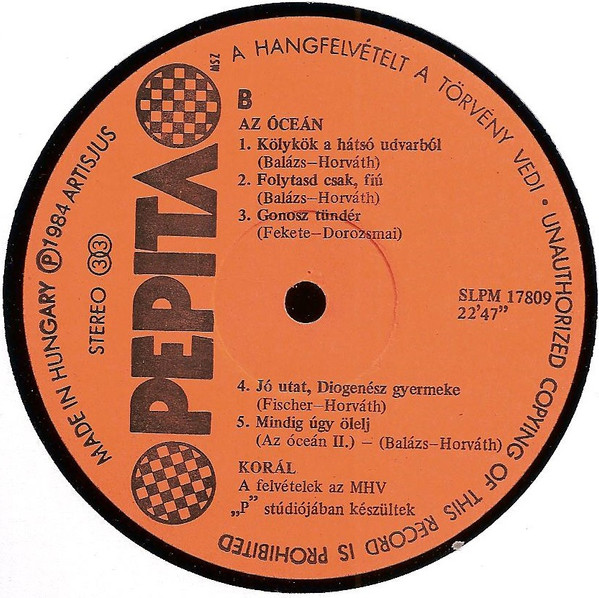 A HANGFELVÉTELT A TÖRVÉNY VEDI · UNAUTHORIZED COPYING OF THIS RECORD IS PROHIBITED
MADE IN HUNGARY Ⓟ 1984 ARTISJUS
STEREO 33
PEPITA
MSZ
B
AZ ÓCEÁN
1. Kölykök a hátsó udvarból
(Balázs–Horváth)
2. Folytasd csak, fiú
(Balázs–Horváth)
3. Gonosz tündér
(Fekete–Dorozsmai)
SLPM 17809
22'47"
4. Jó utat, Diogenész gyermeke
(Fischer–Horváth)
5. Mindig úgy ölelj
(Az óceán II.) – (Balázs–Horváth)
KORÁL
A felvételek az MHV
„P" stúdiójában készültek